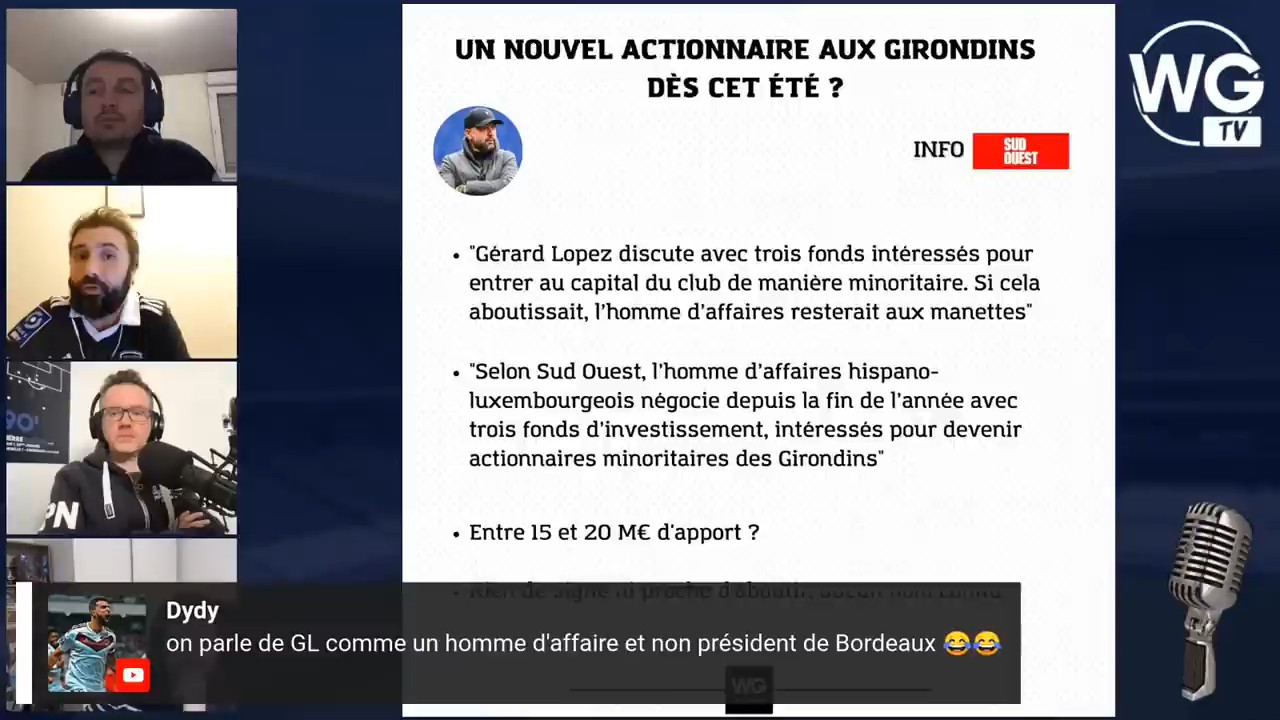 UN NOUVEL ACTIONNAIRE AUX GIRONDINS
DÈS CET ÉTÉ ?
WG
TV
INFO
SUD
OUEST
• "Gérard Lopez discute avec trois fonds intéressés pour
entrer au capital du club de manière minoritaire. Si cela
aboutissait, l'homme d'affaires resterait aux manettes"
• "Selon Sud Ouest, l'homme d'affaires hispano-
luxembourgeois négocie depuis la fin de l'année avec
trois fonds d'investissement, intéressés pour devenir
actionnaires minoritaires des Girondins"
• Entre 15 et 20 M€ d'apport ?
90'
PN
Dydy
on parle de GL comme un homme d'affaire et non président de Bordeaux 😂😂
WG